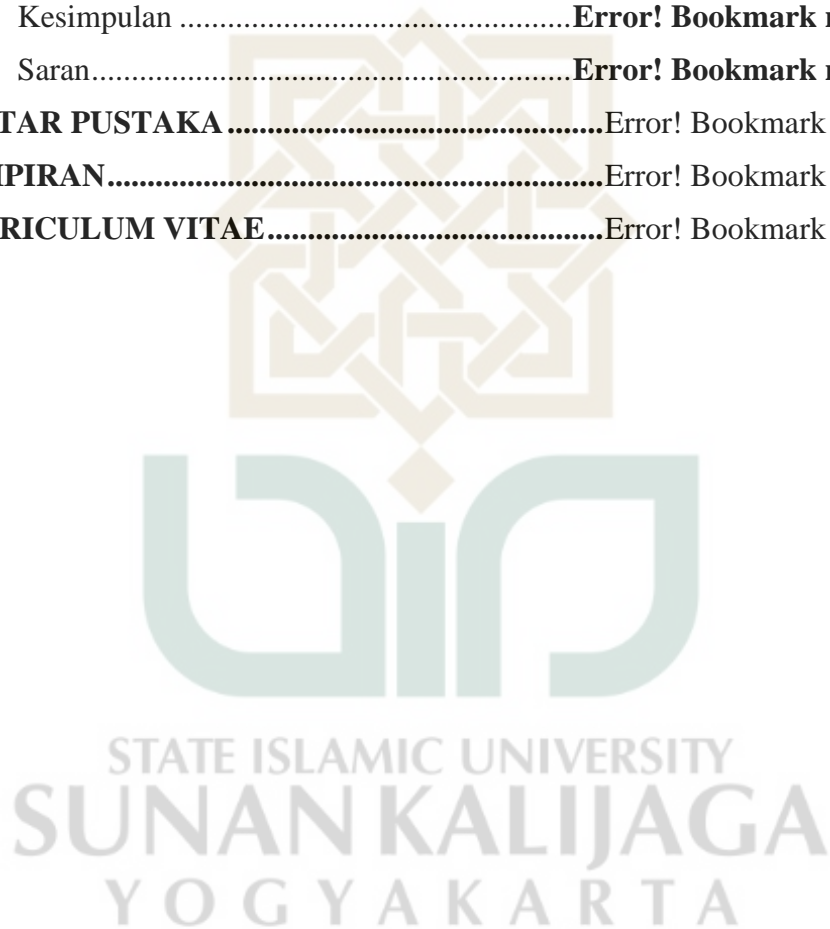 Kesimpulan ................................................Error! Bookmark
Saran...........................................................Error! Bookmark
TAR PUSTAKA ...............................................Error! Bookmark
PIRAN..............................................................Error! Bookmark
RICULUM VITAE.........................................Error! Bookmark
STATE ISLAMIC UNIVERSITY
SUNAN KALIJAGA
YOGYAKARTA